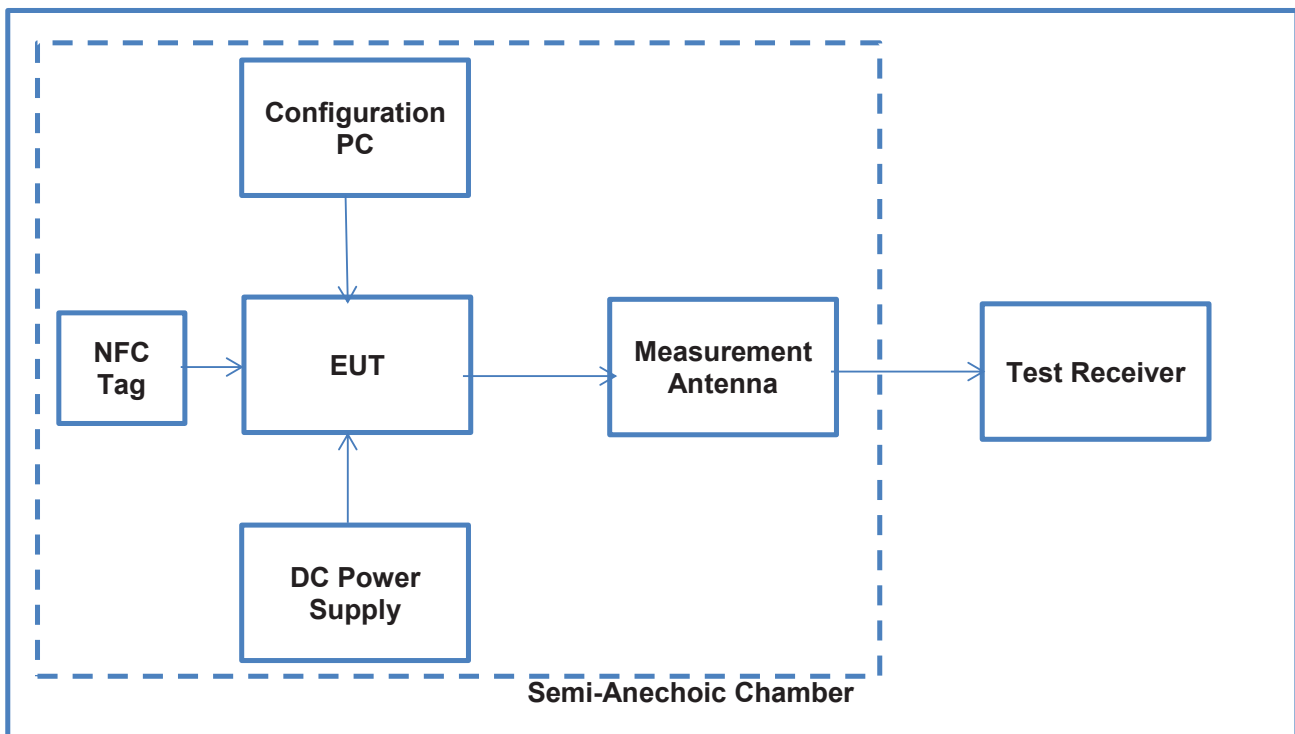 Configuration
PC
NFC
Tag
EUT
Measurement
Antenna
Test Receiver
DC Power
Supply
Semi-Anechoic Chamber